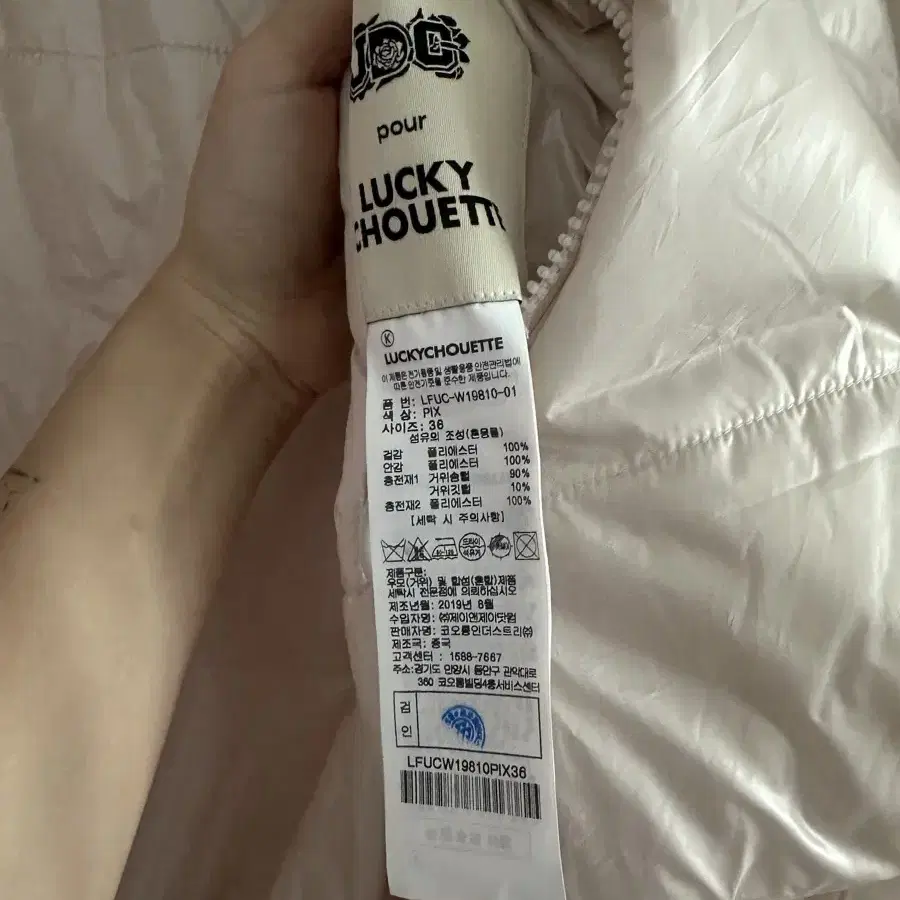 JDC
pour
LUCKY
CHOUETTE
K
LUCKYCHOUETTE
이 제품은 전기용품 및 생활용품 안전관리법에
따른 안전기준을 준수한 제품입니다.
품 번: LFUC-W19810-01
색 상: PIX
사이즈: 36
섬유의 조성(혼용률)
겉감 폴리에스터 100%
안감 폴리에스터 100%
충전재1 거위솜털 90%
거위깃털 10%
충전재2 폴리에스터 100%
[세탁 시 주의사항]
드라이
석유계
제품구분:
우모(거위) 및 합성(혼합)제품
세탁시 전문점에 의뢰하십시오
제조년월: 2019년 8월
수입자명: ㈜제이엔제이닷컴
판매자명: 코오롱인더스트리㈜
제조국: 중국
고객센터 : 1588-7667
주소:경기도 안양시 동안구 관악대로
360 코오롱빌딩4층서비스센터
검
인
LFUCW19810PIX36